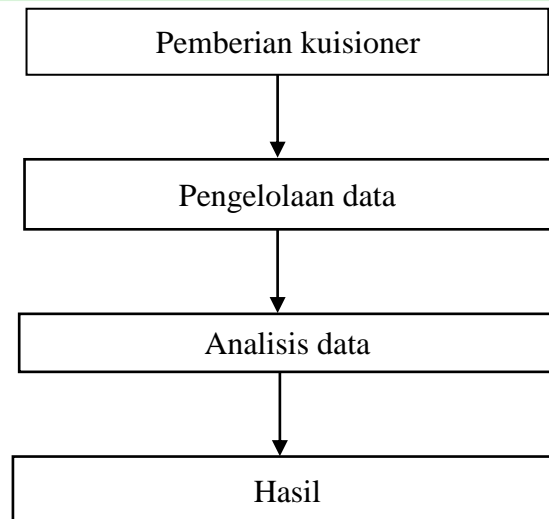 Pemberian kuisioner
Pengelolaan data
Analisis data
Hasil